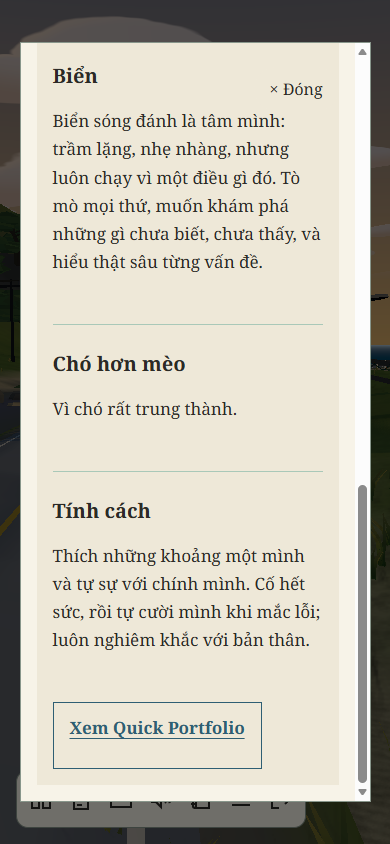 Biển
× Đóng
Biển sóng đánh là tâm mình:
trầm lặng, nhẹ nhàng, nhưng
luôn chạy vì một điều gì đó. Tò
mò mọi thứ, muốn khám phá
những gì chưa biết, chưa thấy, và
hiểu thật sâu từng vấn đề.
Chó hơn mèo
Vì chó rất trung thành.
Tính cách
Thích những khoảng một mình
và tự sự với chính mình. Cố hết
sức, rồi tự cười mình khi mắc lỗi;
luôn nghiêm khắc với bản thân.
Xem Quick Portfolio